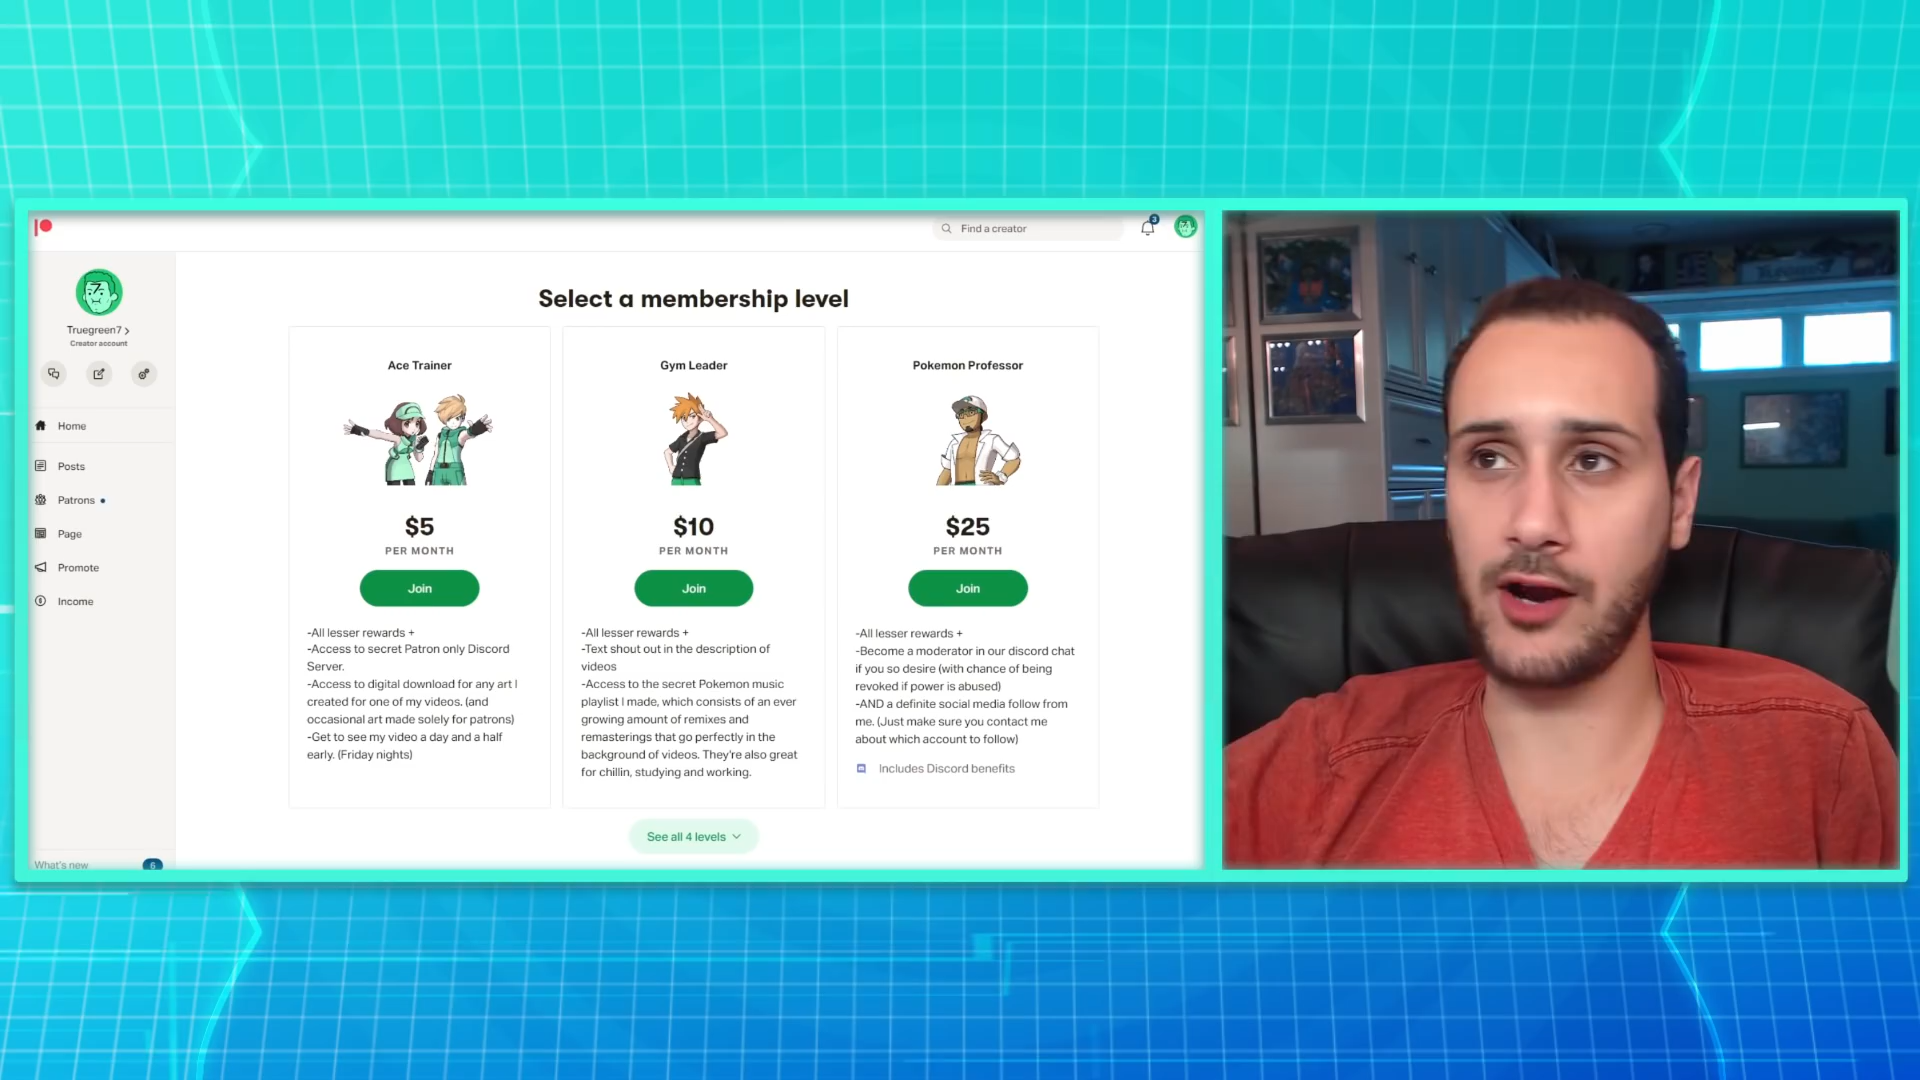 Find a creator
3
Truegreen7
Creator account
Home
Posts
Patrons
Page
Promote
Income
What's new
6
Select a membership level
Ace Trainer
$5
PER MONTH
Join
-All lesser rewards +
-Access to secret Patron only Discord
Server.
-Access to digital download for any art I
created for one of my videos. (and
occasional art made solely for patrons)
-Get to see my video a day and a half
early. (Friday nights)
Gym Leader
$10
PER MONTH
Join
-All lesser rewards +
-Text shout out in the description of
videos
-Access to the secret Pokemon music
playlist I made, which consists of an ever
growing amount of remixes and
remasterings that go perfectly in the
background of videos. They're also great
for chillin, studying and working.
Pokemon Professor
$25
PER MONTH
Join
-All lesser rewards +
-Become a moderator in our discord chat
if you so desire (with chance of being
revoked if power is abused)
-AND a definite social media follow from
me. (Just make sure you contact me
about which account to follow)
Includes Discord benefits
See all 4 levels